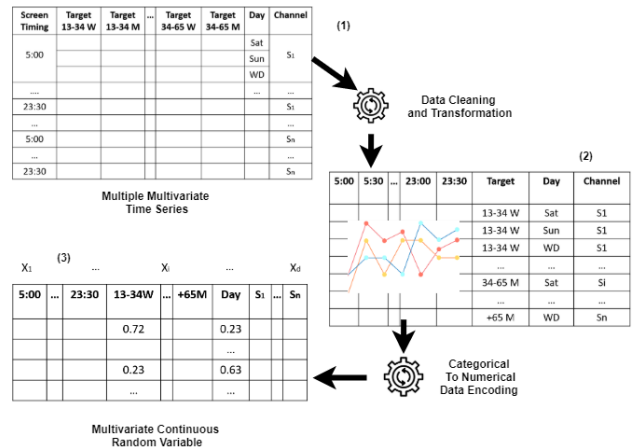 Screen Timing Target 13-34 W Target 13-34 M ... Target 34-65 W Target 34-65 M Day Channel
5:00 Sat S1
Sun
WD
.... ... ...
23:30 S1
... ...
5:00 Sn
... ...
23:30 Sn
Multiple Multivariate
Time Series
(1)
Data Cleaning
and Transformation
(2)
5:00 5:30 ... 23:00 23:30 Target Day Channel
13-34 W Sat S1
13-34 W Sun S1
13-34 W WD S1
... ... ...
34-65 M Sat Si
... ... ...
+65 M WD Sn
Categorical
To Numerical
Data Encoding
(3)
X1 ... Xi ... Xd
5:00 ... 23:30 13-34W ... +65M Day S1 ... Sn
0.72 0.23
...
0.23 0.63
... ...
Multivariate Continuous
Random Variable